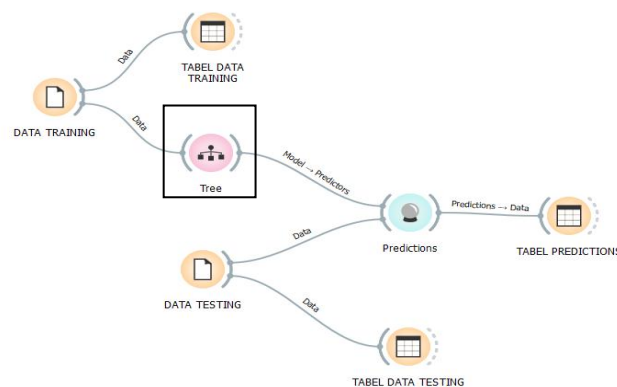 Data
TABEL DATA
TRAINING
DATA TRAINING
Data
Tree
Model → Predictors
Predictions
Predictions → Data
TABEL PREDICTIONS
Data
DATA TESTING
Data
TABEL DATA TESTING